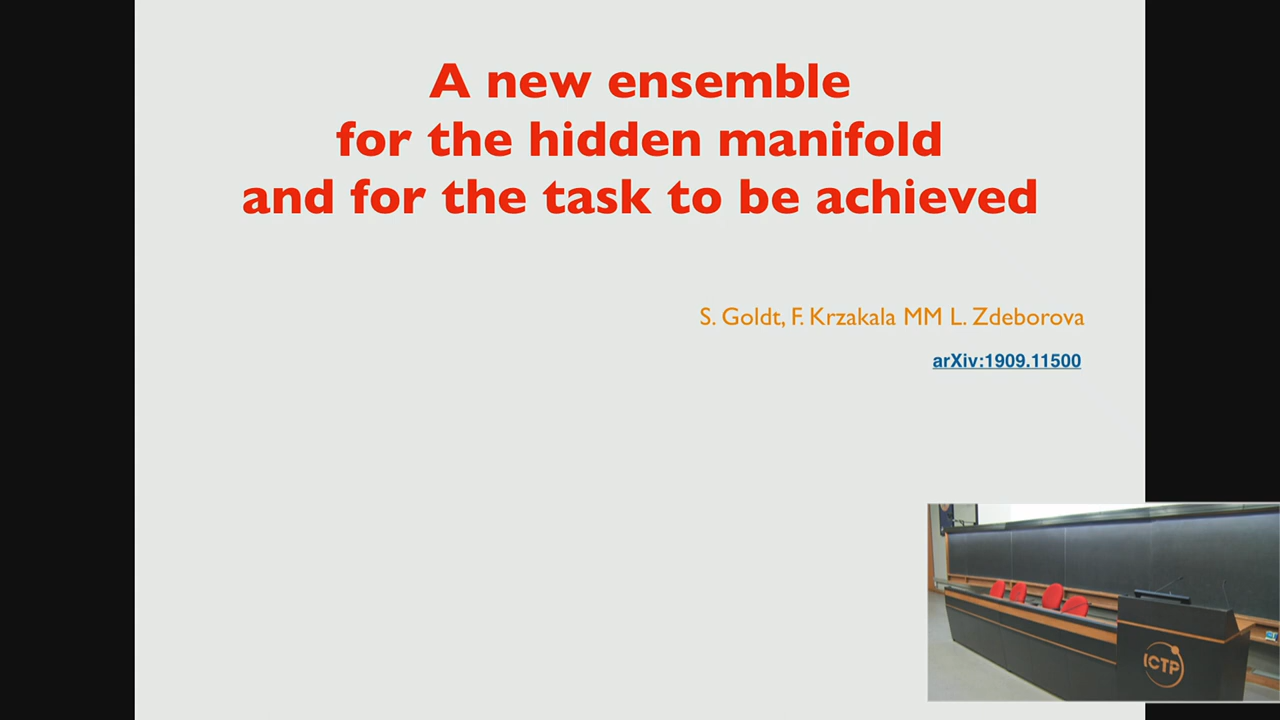 A new ensemble
for the hidden manifold
and for the task to be achieved
S. Goldt, F. Krzakala MM L. Zdeborova
arXiv:1909.11500
ICTP